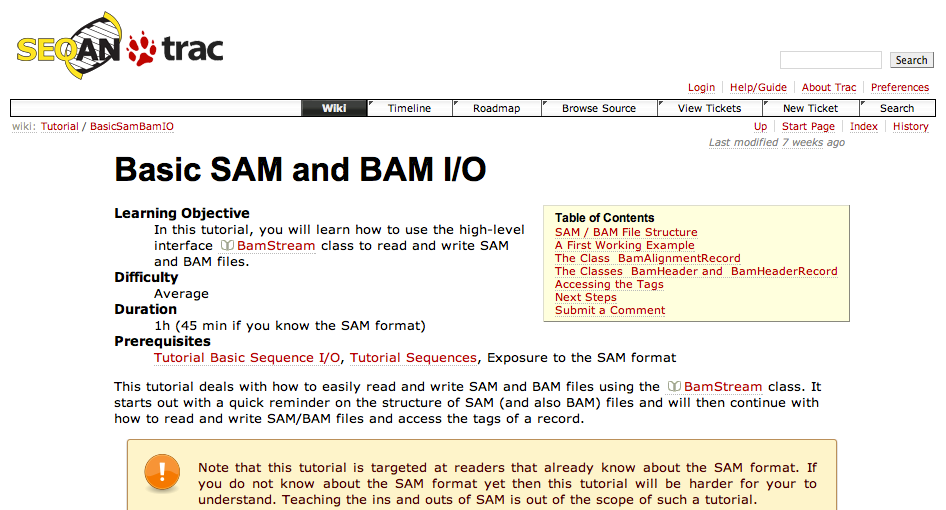 SEQAN trac
Search
Login Help/Guide About Trac Preferences
Wiki Timeline Roadmap Browse Source View Tickets New Ticket Search
wiki: Tutorial / BasicSamBamIO
Up Start Page Index History
Last modified 7 weeks ago
Basic SAM and BAM I/O
Learning Objective
In this tutorial, you will learn how to use the high-level
interface BamStream class to read and write SAM
and BAM files.
Difficulty
Average
Duration
1h (45 min if you know the SAM format)
Prerequisites
Tutorial Basic Sequence I/O, Tutorial Sequences, Exposure to the SAM format
Table of Contents
SAM / BAM File Structure
A First Working Example
The Class BamAlignmentRecord
The Classes BamHeader and BamHeaderRecord
Accessing the Tags
Next Steps
Submit a Comment
This tutorial deals with how to easily read and write SAM and BAM files using the BamStream class. It
starts out with a quick reminder on the structure of SAM (and also BAM) files and will then continue with
how to read and write SAM/BAM files and access the tags of a record.
Note that this tutorial is targeted at readers that already know about the SAM format. If
you do not know about the SAM format yet then this tutorial will be harder for your to
understand. Teaching the ins and outs of SAM is out of the scope of such a tutorial.